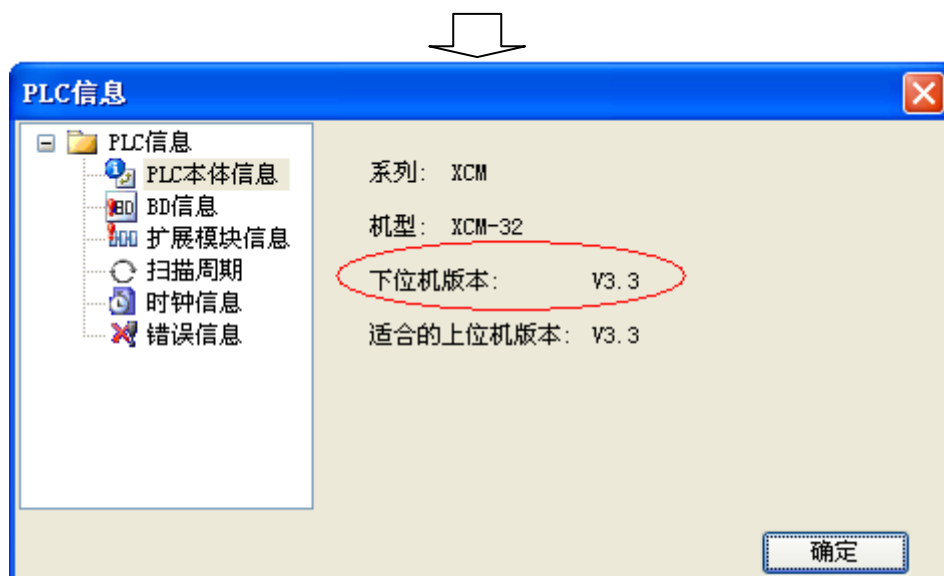 PLC信息
PLC信息
PLC本体信息
BD信息
扩展模块信息
扫描周期
时钟信息
错误信息
系列: XCM
机型: XCM-32
下位机版本: V3.3
适合的上位机版本: V3.3
确定